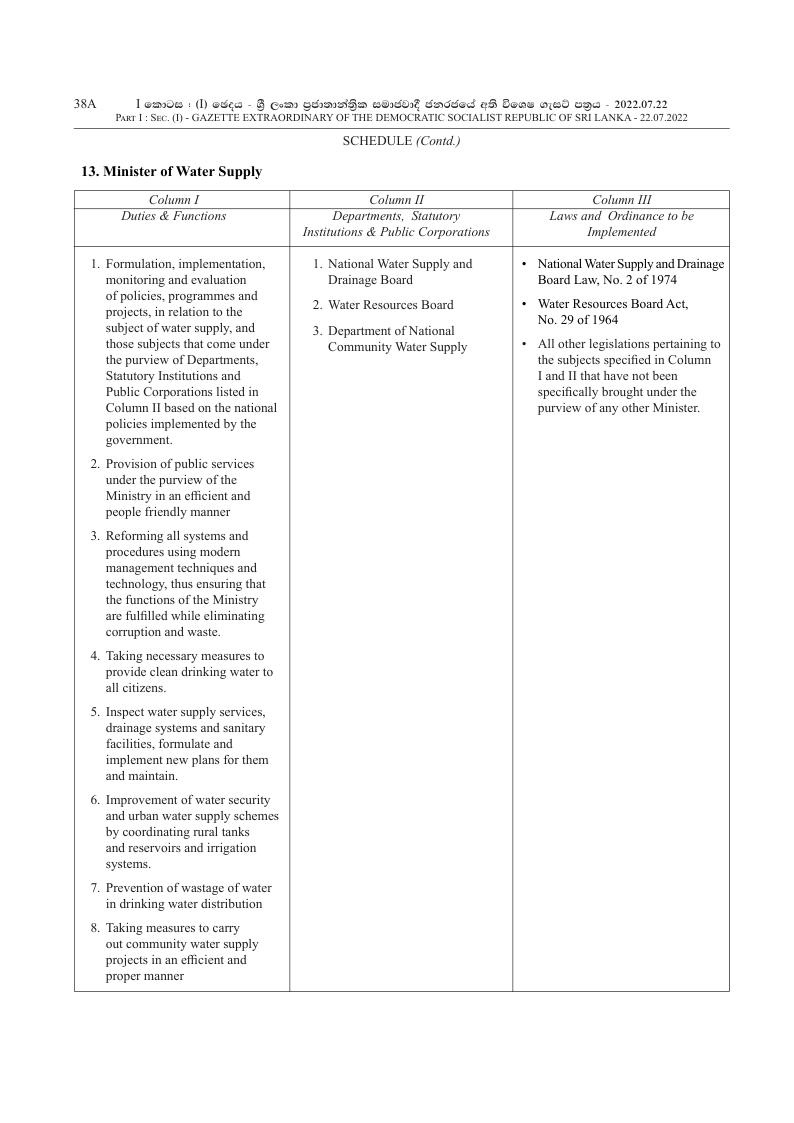 38A
I කොටස : (I) ඡෙදය - ශ්‍රී ලංකා ප්‍රජාතාන්ත්‍රික සමාජවාදී ජනරජයේ අති විශෙෂ ගැසට් පත්‍රය - 2022.07.22
PART I : SEC. (I) - GAZETTE EXTRAORDINARY OF THE DEMOCRATIC SOCIALIST REPUBLIC OF SRI LANKA - 22.07.2022
SCHEDULE (Contd.)
13. Minister of Water Supply
Column I
Duties & Functions
1. Formulation, implementation,
monitoring and evaluation
of policies, programmes and
projects, in relation to the
subject of water supply, and
those subjects that come under
the purview of Departments,
Statutory Institutions and
Public Corporations listed in
Column II based on the national
policies implemented by the
government.
2. Provision of public services
under the purview of the
Ministry in an efficient and
people friendly manner
3. Reforming all systems and
procedures using modern
management techniques and
technology, thus ensuring that
the functions of the Ministry
are fulfilled while eliminating
corruption and waste.
4. Taking necessary measures to
provide clean drinking water to
all citizens.
5. Inspect water supply services,
drainage systems and sanitary
facilities, formulate and
implement new plans for them
and maintain.
6. Improvement of water security
and urban water supply schemes
by coordinating rural tanks
and reservoirs and irrigation
systems.
7. Prevention of wastage of water
in drinking water distribution
8. Taking measures to carry
out community water supply
projects in an efficient and
proper manner
Column II
Departments, Statutory
Institutions & Public Corporations
1. National Water Supply and
Drainage Board
2. Water Resources Board
3. Department of National
Community Water Supply
Column III
Laws and Ordinance to be
Implemented
• National Water Supply and Drainage
Board Law, No. 2 of 1974
• Water Resources Board Act,
No. 29 of 1964
• All other legislations pertaining to
the subjects specified in Column
I and II that have not been
specifically brought under the
purview of any other Minister.